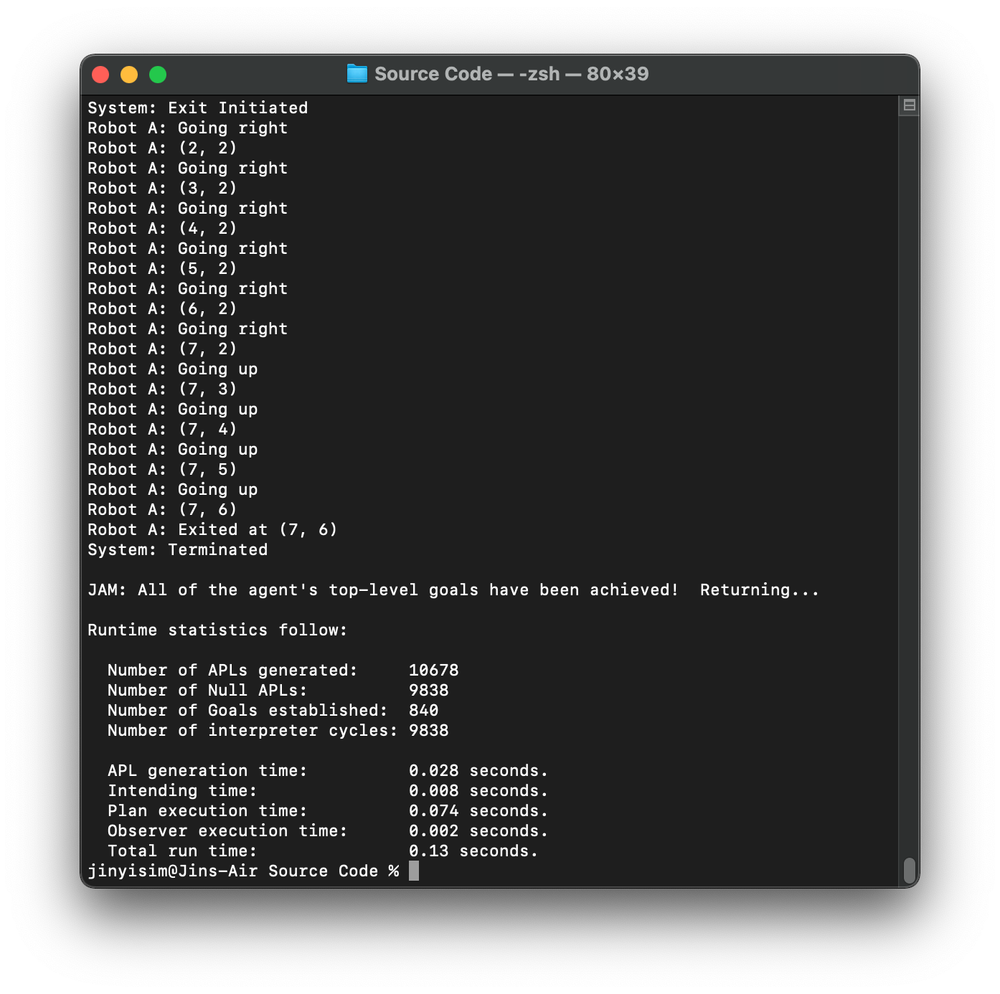 Source Code — -zsh — 80×39
System: Exit Initiated
Robot A: Going right
Robot A: (2, 2)
Robot A: Going right
Robot A: (3, 2)
Robot A: Going right
Robot A: (4, 2)
Robot A: Going right
Robot A: (5, 2)
Robot A: Going right
Robot A: (6, 2)
Robot A: Going right
Robot A: (7, 2)
Robot A: Going up
Robot A: (7, 3)
Robot A: Going up
Robot A: (7, 4)
Robot A: Going up
Robot A: (7, 5)
Robot A: Going up
Robot A: (7, 6)
Robot A: Exited at (7, 6)
System: Terminated
JAM: All of the agent's top-level goals have been achieved!  Returning...
Runtime statistics follow:
Number of APLs generated:     10678
Number of Null APLs:          9838
Number of Goals established:  840
Number of interpreter cycles: 9838
APL generation time:          0.028 seconds.
Intending time:               0.008 seconds.
Plan execution time:          0.074 seconds.
Observer execution time:      0.002 seconds.
Total run time:               0.13 seconds.
jinyisim@Jins-Air Source Code %